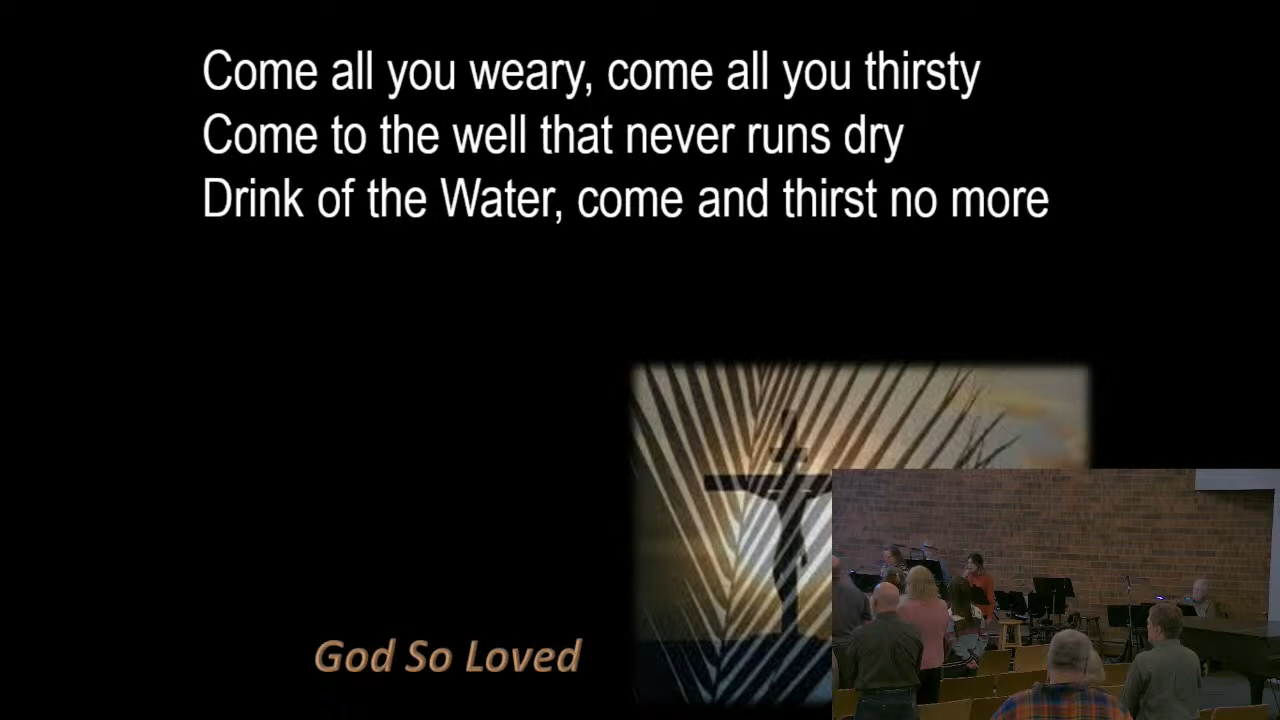 Come all you weary, come all you thirsty
Come to the well that never runs dry
Drink of the Water, come and thirst no more
God So Loved